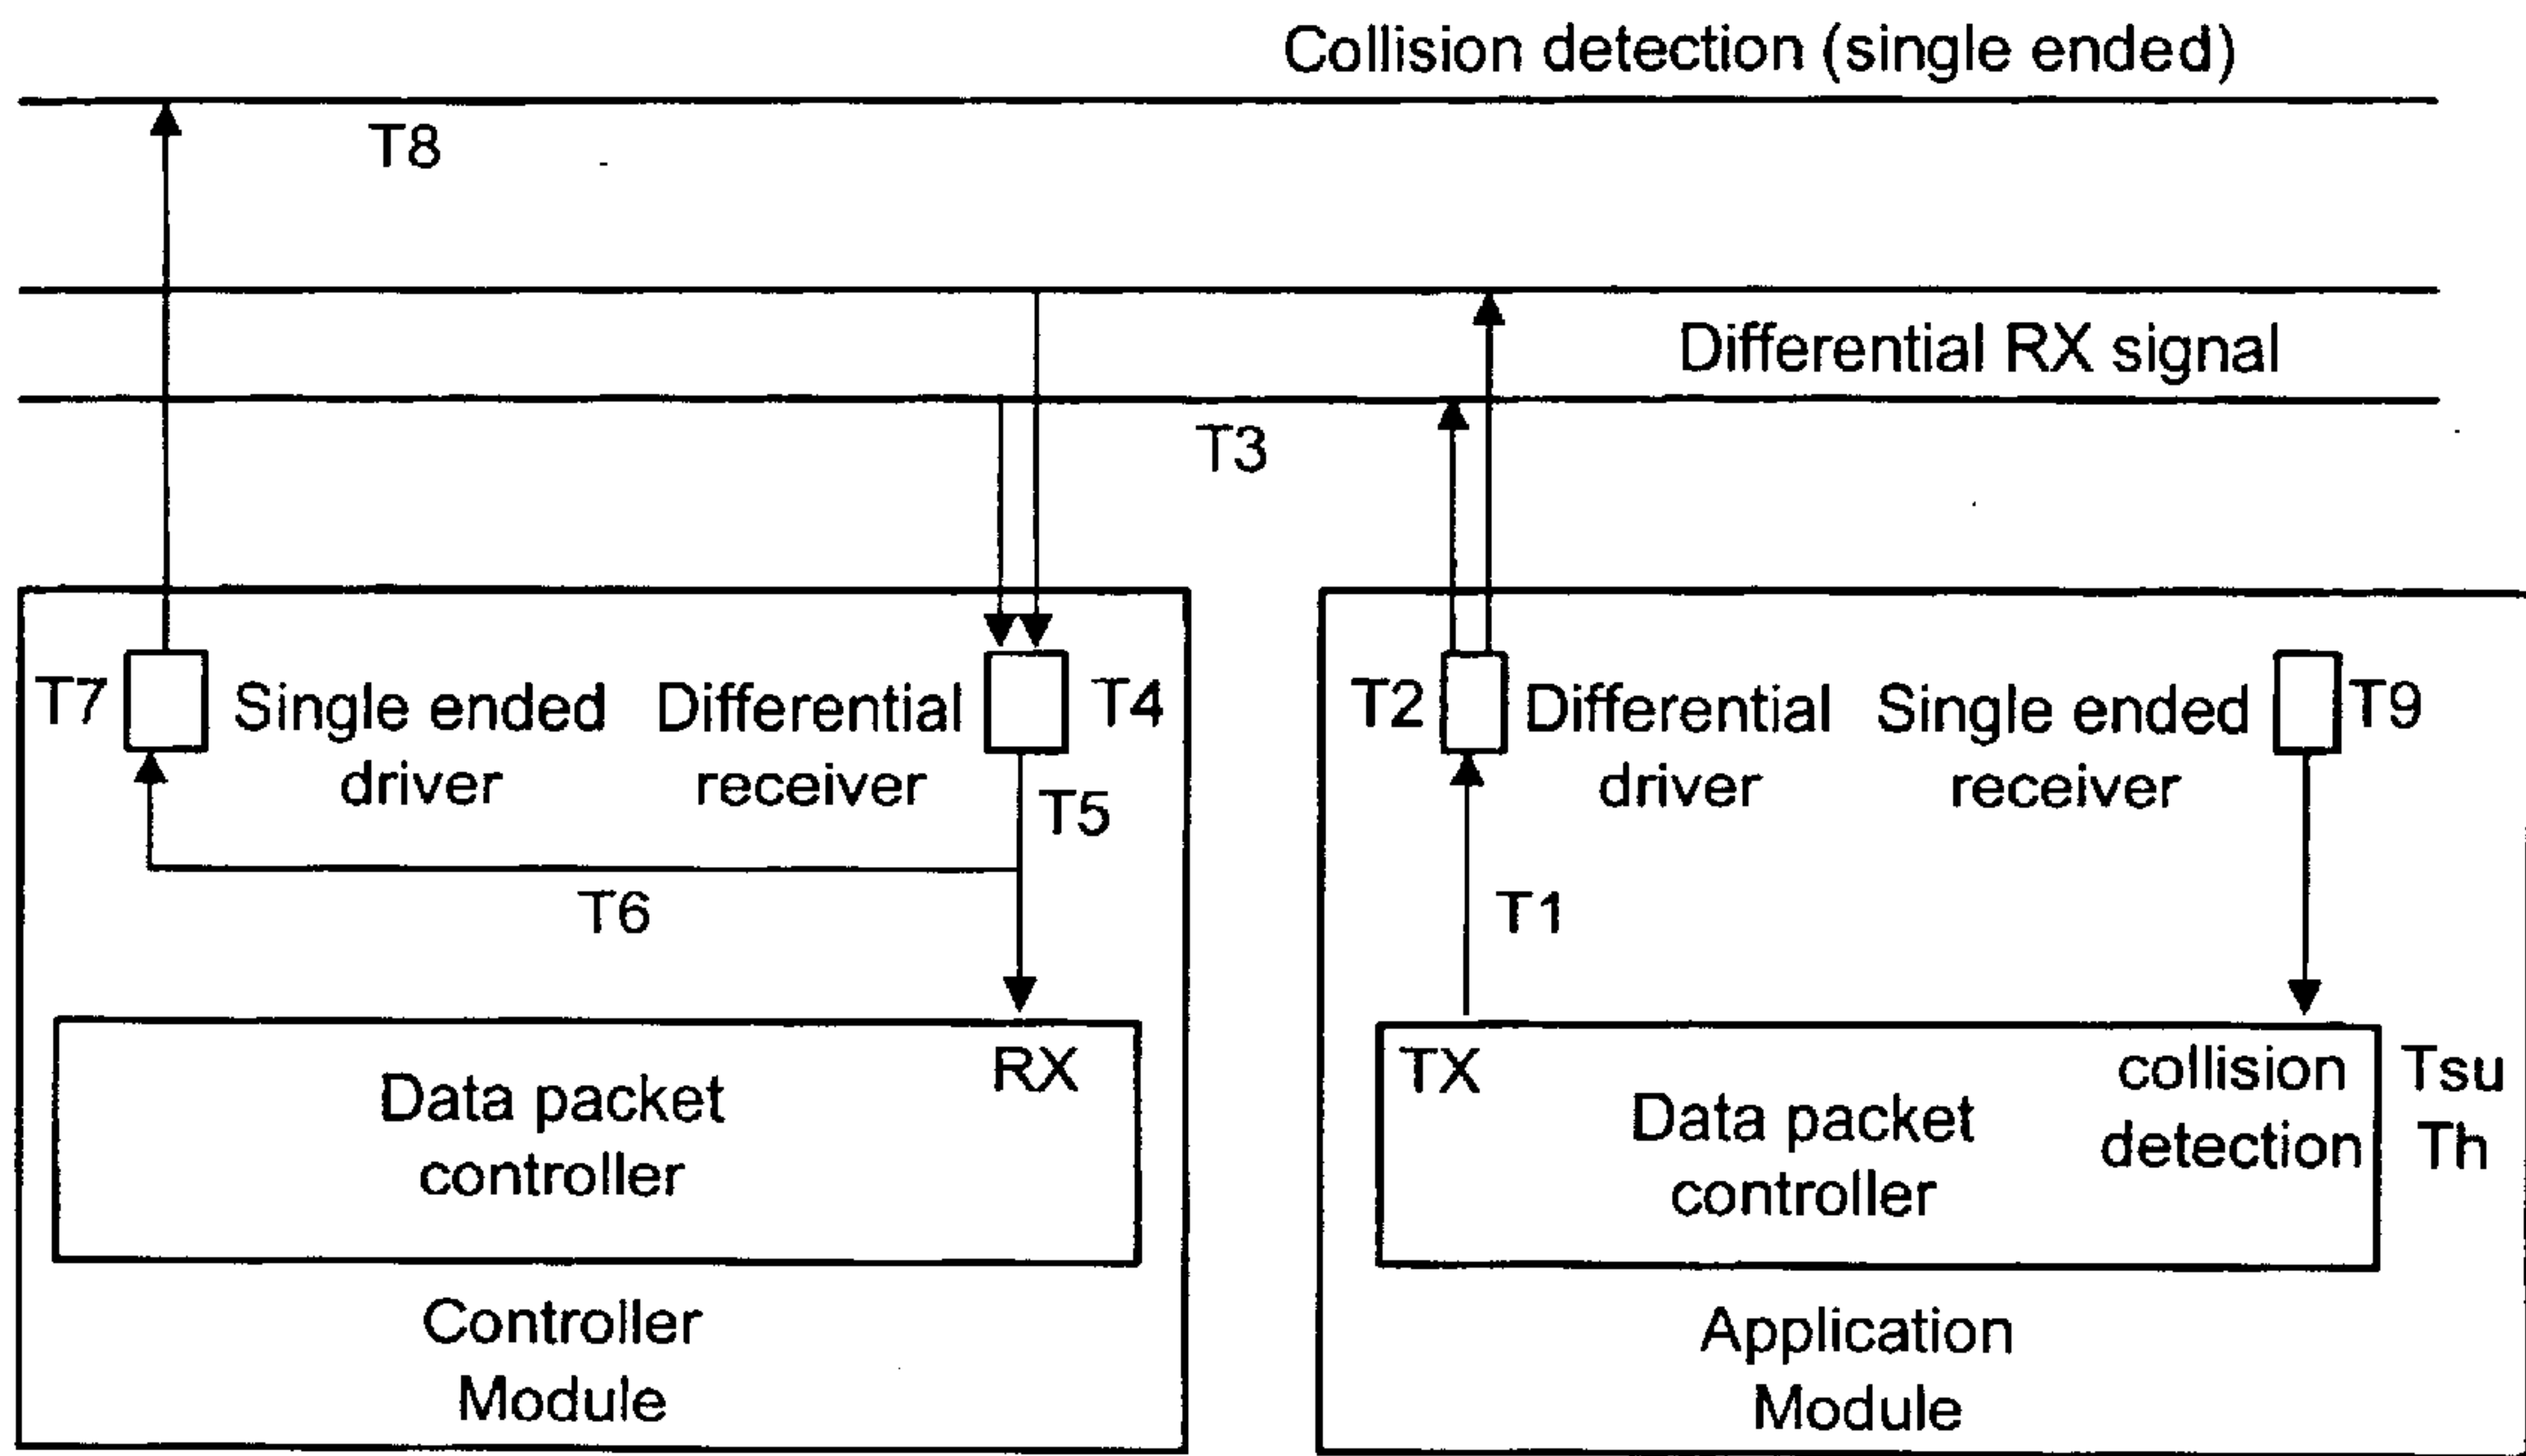 Collision detection (single ended)
T8
Differential RX signal
T3
T7
Single ended
driver
Differential
receiver
T4
T5
T6
RX
Data packet
controller
Controller
Module
T2
Differential
driver
Single ended
receiver
T9
T1
TX
Data packet
controller
collision
detection
Tsu
Th
Application
Module